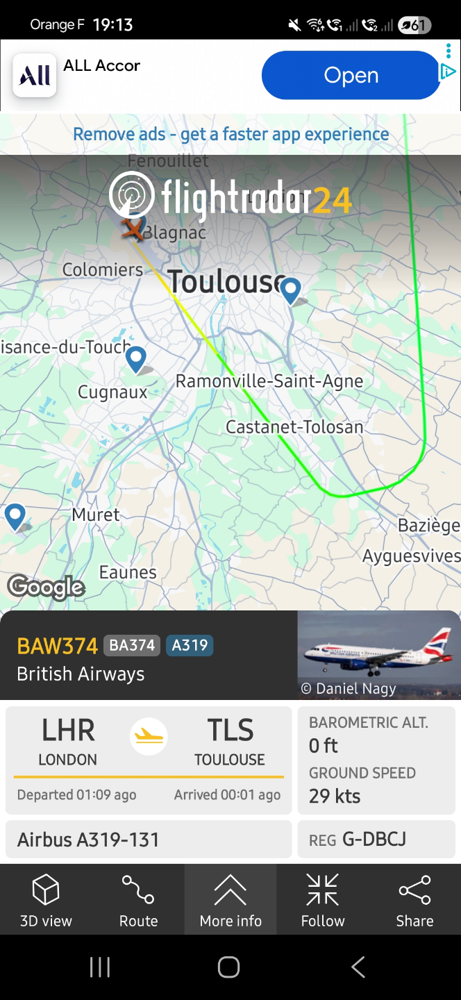 Orange F 19:13
61
All
ALL Accor
Open
Remove ads - get a faster app experience
Fenouillet
flightradar24
Blagnac
Colomiers
Toulouse
isance-du-Touch
Ramonville-Saint-Agne
Cugnaux
Castanet-Tolosan
Muret
Baziège
Ayguesvives
Eaunes
Google
BAW374 BA374 A319
British Airways
© Daniel Nagy
LHR TLS
LONDON TOULOUSE
Departed 01:09 ago Arrived 00:01 ago
BAROMETRIC ALT.
0 ft
GROUND SPEED
29 kts
Airbus A319-131
REG G-DBCJ
3D view Route More info Follow Share